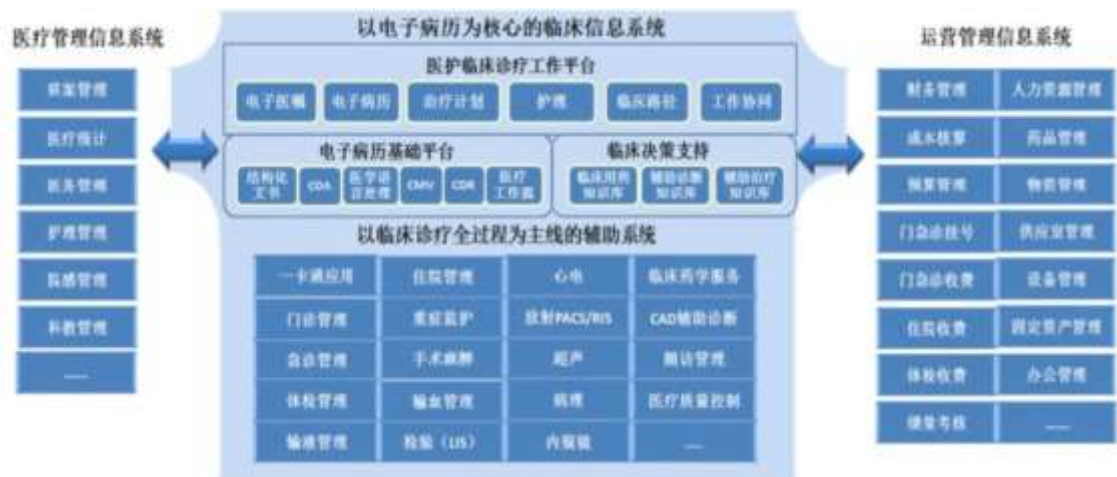 医疗管理信息系统
病案管理
医疗统计
医务管理
护理管理
院感管理
科教管理
......
以电子病历为核心的临床信息系统
医护临床诊疗工作平台
电子医嘱 电子病历 治疗计划 护理 临床路径 工作协同
电子病历基础平台
结构化文书 CDA 医学语言处理 CMV CDR 医疗工作流
临床决策支持
临床用药知识库 辅助诊断知识库 辅助治疗知识库
以临床诊疗全过程为主线的辅助系统
一卡通应用 住院管理 心电 临床药学服务
门诊管理 重症监护 放射PACS/RIS CAD辅助诊断
急诊管理 手术麻醉 超声 随访管理
体检管理 输血管理 病理 医疗质量控制
输液管理 检验（LIS） 内窥镜 ......
运营管理信息系统
财务管理 人力资源管理
成本核算 药品管理
预算管理 物资管理
门急诊挂号 供应室管理
门急诊收费 设备管理
住院收费 固定资产管理
体检收费 办公管理
绩效考核 ......